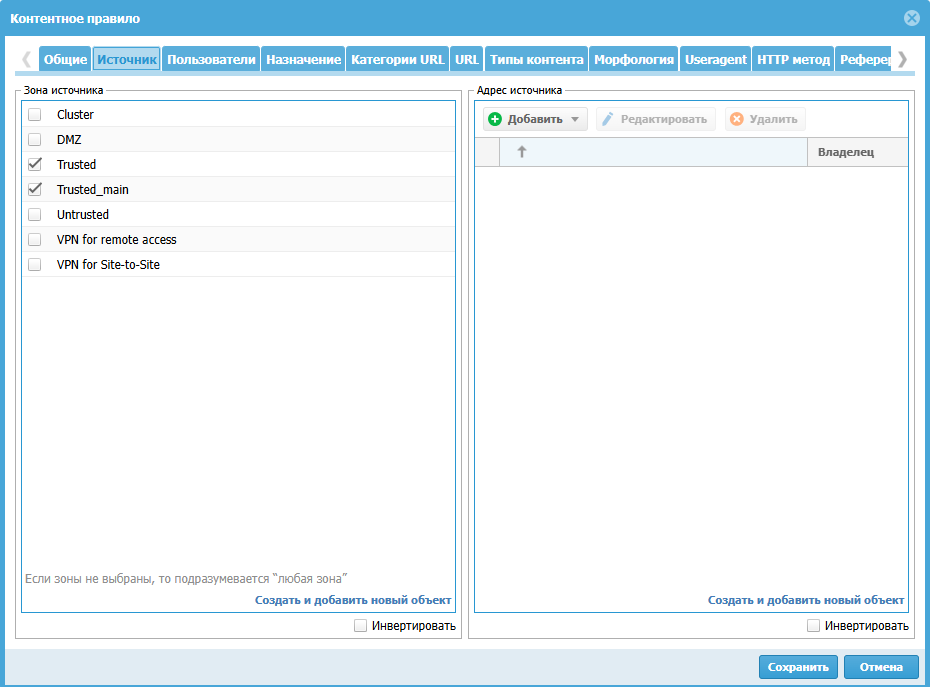 Контентное правило
Общие Источник Пользователи Назначение Категории URL URL Типы контента Морфология Useragent HTTP метод Реферер
Зона источника
Cluster
DMZ
Trusted
Trusted_main
Untrusted
VPN for remote access
VPN for Site-to-Site
Если зоны не выбраны, то подразумевается “любая зона”
Создать и добавить новый объект
Инвертировать
Адрес источника
Добавить Редактировать Удалить
Владелец
Создать и добавить новый объект
Инвертировать
Сохранить Отмена